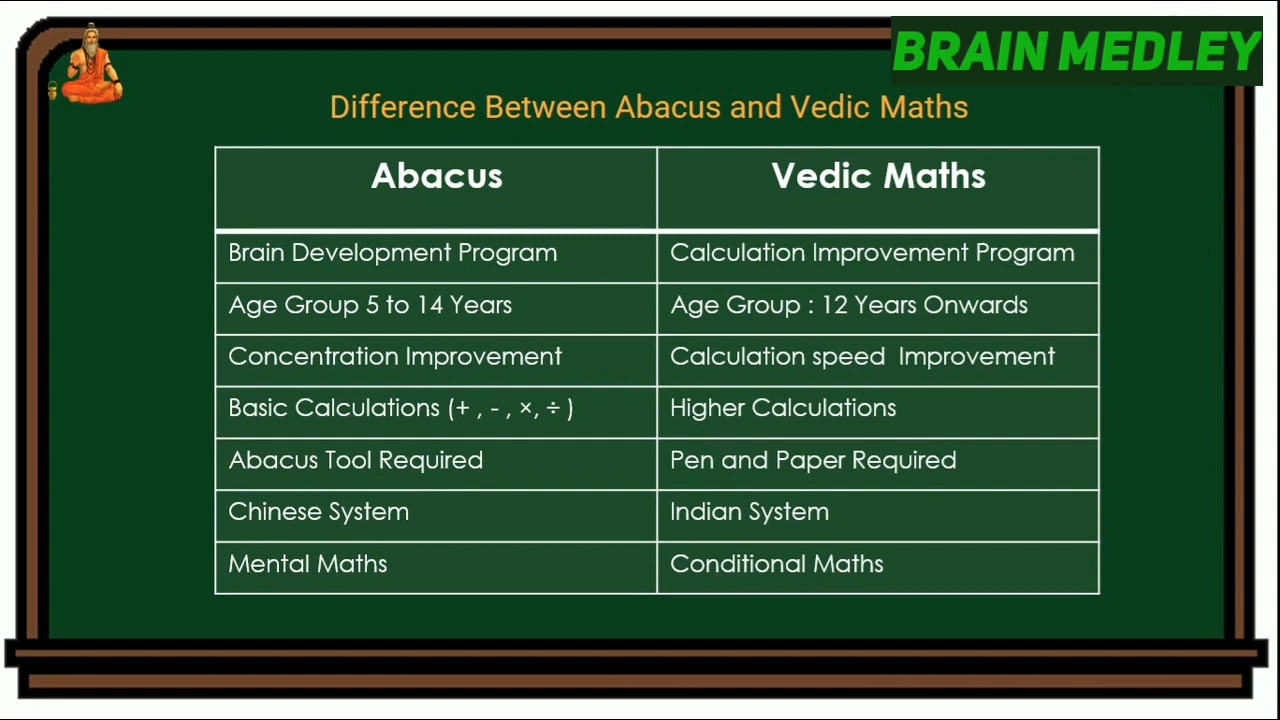 BRAIN MEDLEY
Difference Between Abacus and Vedic Maths
Abacus
Vedic Maths
Brain Development Program
Calculation Improvement Program
Age Group 5 to 14 Years
Age Group : 12 Years Onwards
Concentration Improvement
Calculation speed  Improvement
Basic Calculations (+ , - , ×, ÷ )
Higher Calculations
Abacus Tool Required
Pen and Paper Required
Chinese System
Indian System
Mental Maths
Conditional Maths